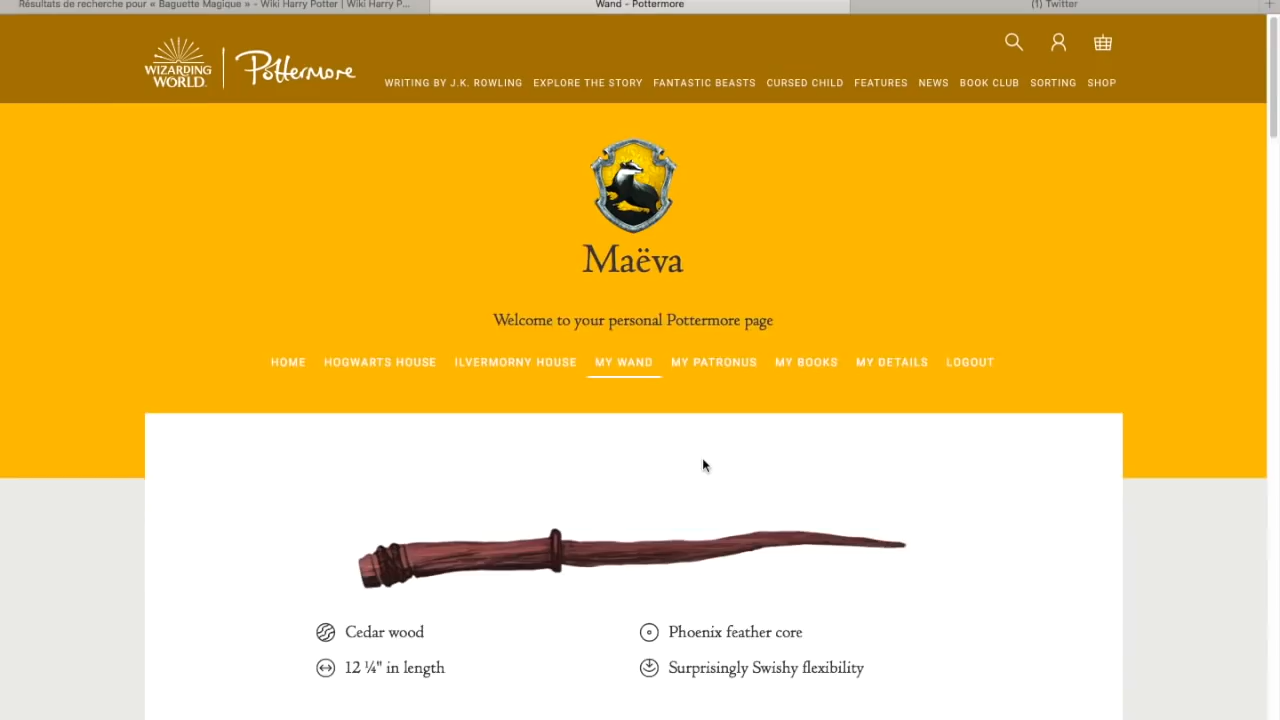 Résultats de recherche pour « Baguette Magique » - Wiki Harry Potter | Wiki Harry P...
Wand - Pottermore
(1) Twitter
WIZARDING WORLD
Pottermore
WRITING BY J.K. ROWLING EXPLORE THE STORY FANTASTIC BEASTS CURSED CHILD FEATURES NEWS BOOK CLUB SORTING SHOP
Maëva
Welcome to your personal Pottermore page
HOME HOGWARTS HOUSE ILVERMORNY HOUSE MY WAND MY PATRONUS MY BOOKS MY DETAILS LOGOUT
Cedar wood
Phoenix feather core
12 ¼" in length
Surprisingly Swishy flexibility